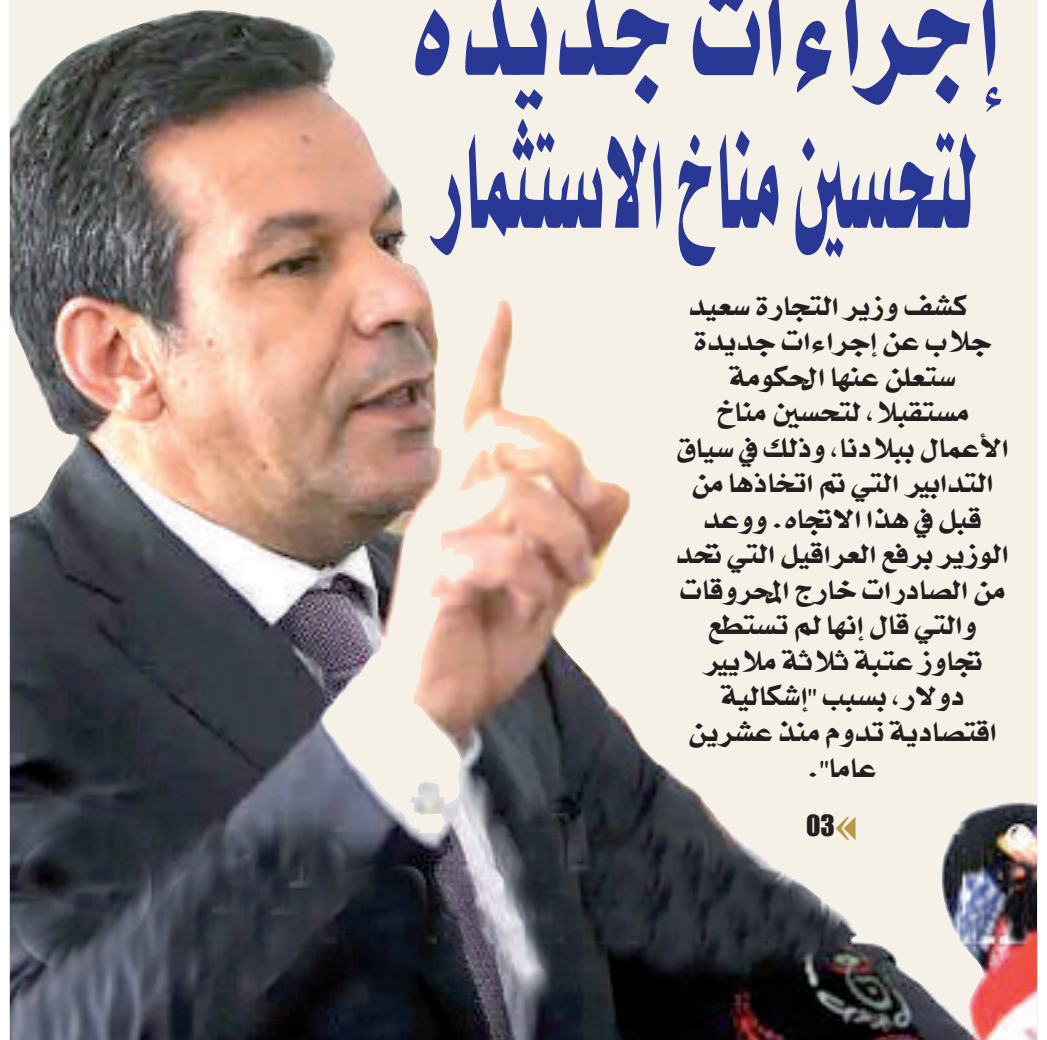 إجراءات جديدة
لتحسين مناخ الاستثمار
كشف وزير التجارة سعيد
جلاب عن إجراءات جديدة
ستعلن عنها الحكومة
مستقبلا، لتحسين مناخ
الأعمال ببلادنا، وذلك في سياق
التدابير التي تم اتخاذها من
قبل في هذا الاتجاه. ووعد
الوزير برفع العراقيل التي تحد
من الصادرات خارج المحروقات
والتي قال إنها لم تستطع
تجاوز عتبة ثلاثة ملايير
دولار، بسبب "إشكالية
اقتصادية تدوم منذ عشرين
عاما".
03